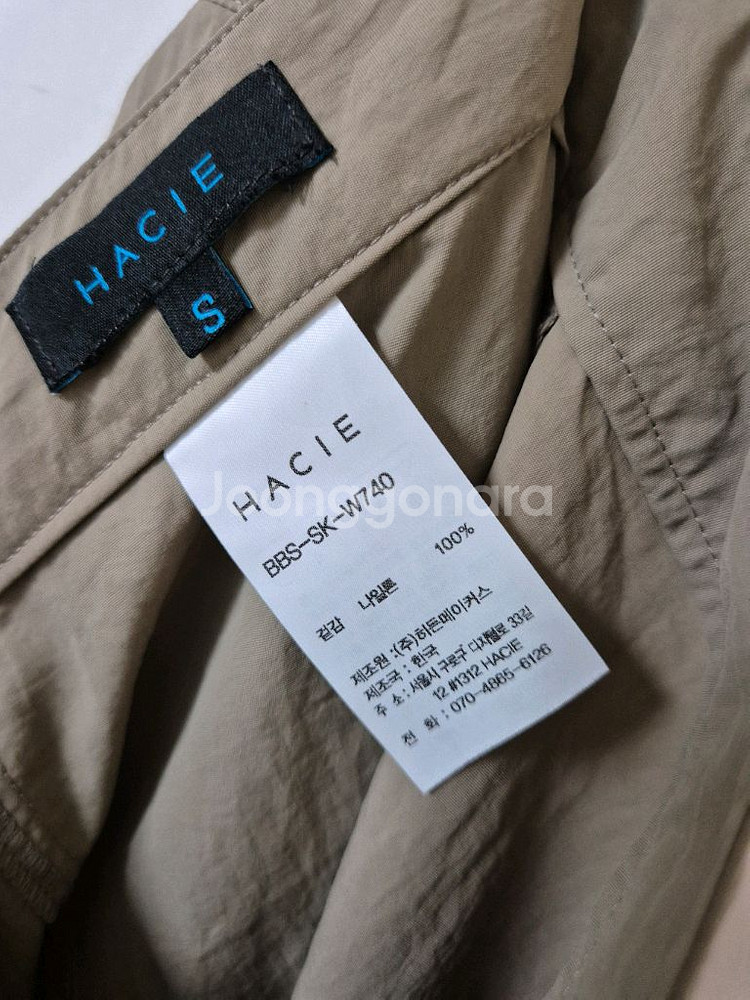 HACIE
S
HACIE
BBS-SK-W740
겉감 나일론 100%
제조원 :(주)히든메이커스
제조국 : 한국
주 소 : 서울시 구로구 디지털로 33길
12 #1312 HACIE
전 화 : 070-4865-6126
Joonggonara